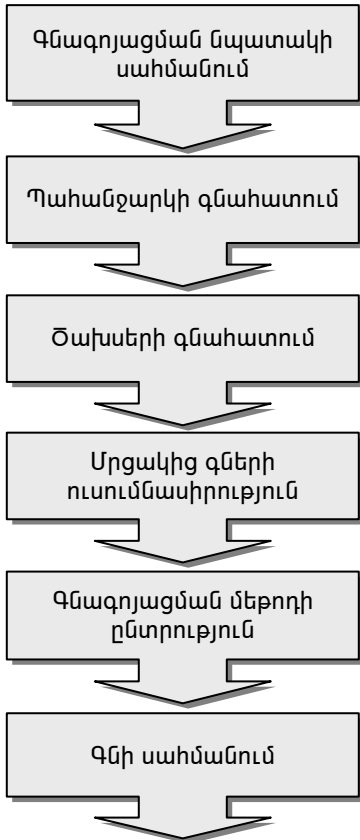 Գնագոյացման նպատակի
սահմանում
Պահանջարկի գնահատում
Ծախսերի գնահատում
Մրցակից գների
ուսումնասիրություն
Գնագոյացման մեթոդի
ընտրություն
Գնի սահմանում